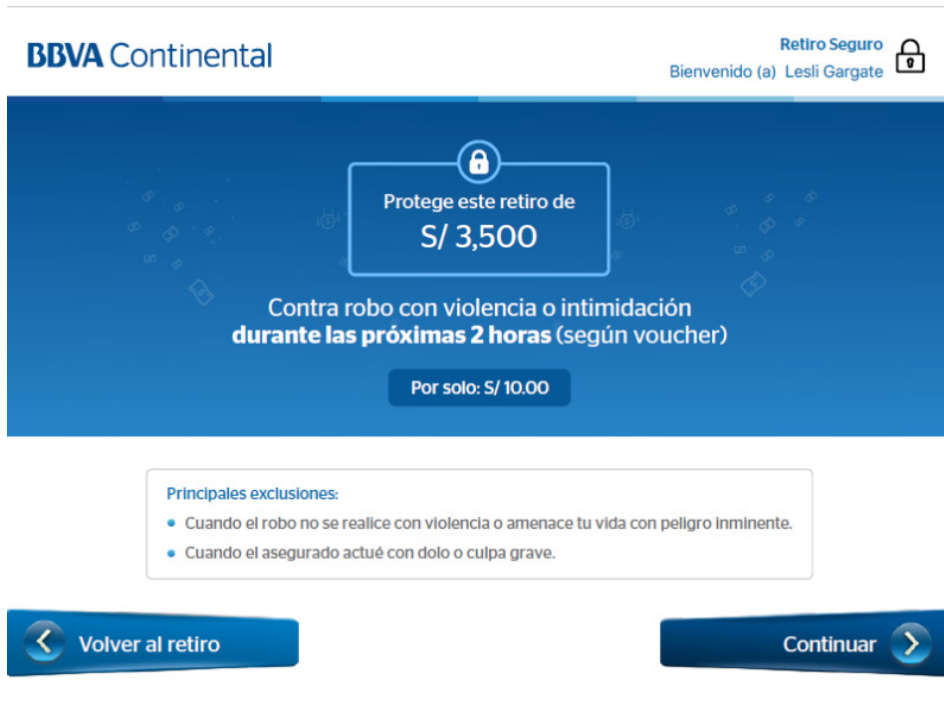 BBVA Continental
Retiro Seguro
Bienvenido (a) Lesli Gargate
Protege este retiro de
S/ 3,500
Contra robo con violencia o intimidación
durante las próximas 2 horas (según voucher)
Por solo: S/ 10.00
Principales exclusiones:
• Cuando el robo no se realice con violencia o amenace tu vida con peligro inminente.
• Cuando el asegurado actué con dolo o culpa grave.
Volver al retiro
Continuar